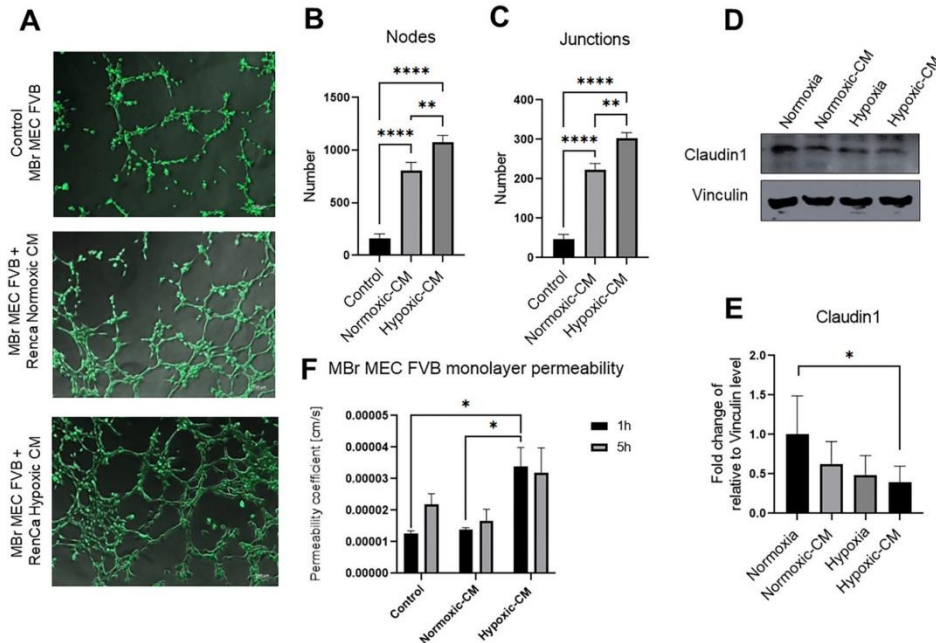 A
Control
MBr MEC FVB
MBr MEC FVB +
Renca Normoxic CM
MBr MEC FVB +
RenCa Hypoxic CM
B
Nodes
****
**
****
Number
1500
1000
500
0
Control
Normoxic-CM
Hypoxic-CM
C
Junctions
****
**
****
Number
400
300
200
100
0
Control
Normoxic-CM
Hypoxic-CM
D
Normoxia
Normoxic-CM
Hypoxia
Hypoxic-CM
Claudin1
Vinculin
E
Claudin1
*
Fold change of
relative to Vinculin level
2.0
1.5
1.0
0.5
0.0
Normoxia
Normoxic-CM
Hypoxia
Hypoxic-CM
F MBr MEC FVB monolayer permeability
*
*
1h
5h
Permeability coefficient [cm/s]
0.00005
0.00004
0.00003
0.00002
0.00001
0.00000
Control
Normoxic-CM
Hypoxic-CM